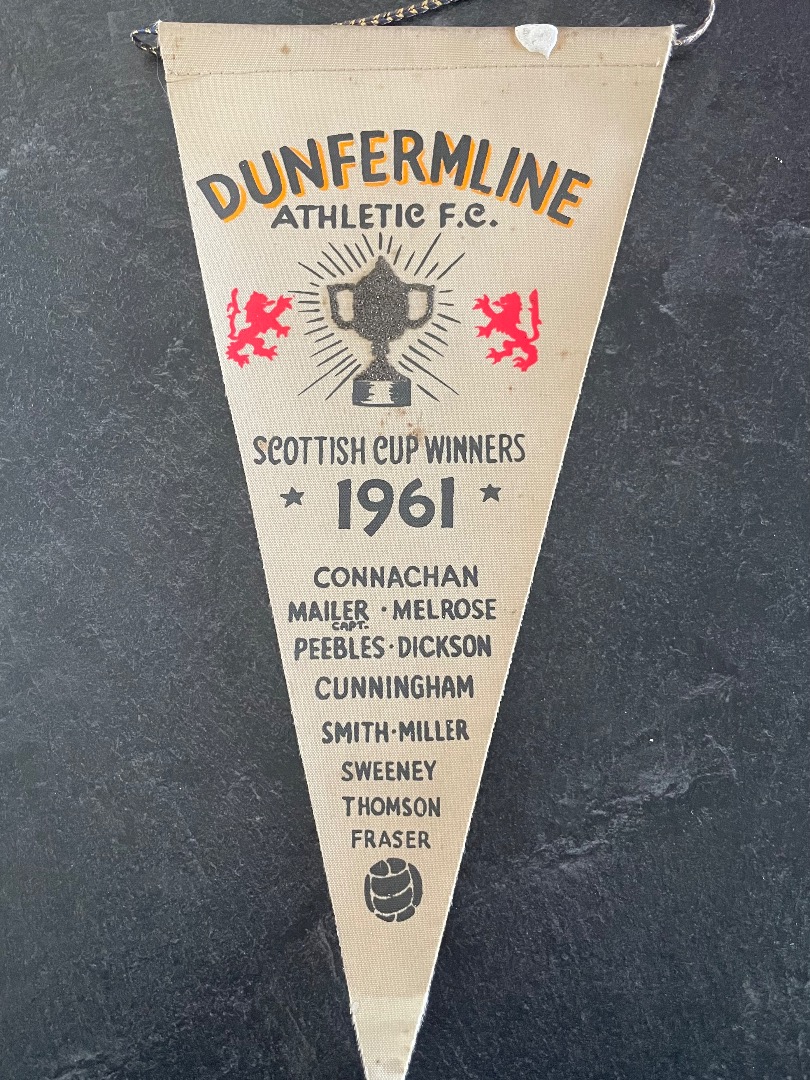 DUNFERMLINE
ATHLETIC F.C.
SCOTTISH CUP WINNERS
★ 1961 ★
CONNACHAN
MAILER · MELROSE
CAPT.
PEEBLES · DICKSON
CUNNINGHAM
SMITH · MILLER
SWEENEY
THOMSON
FRASER